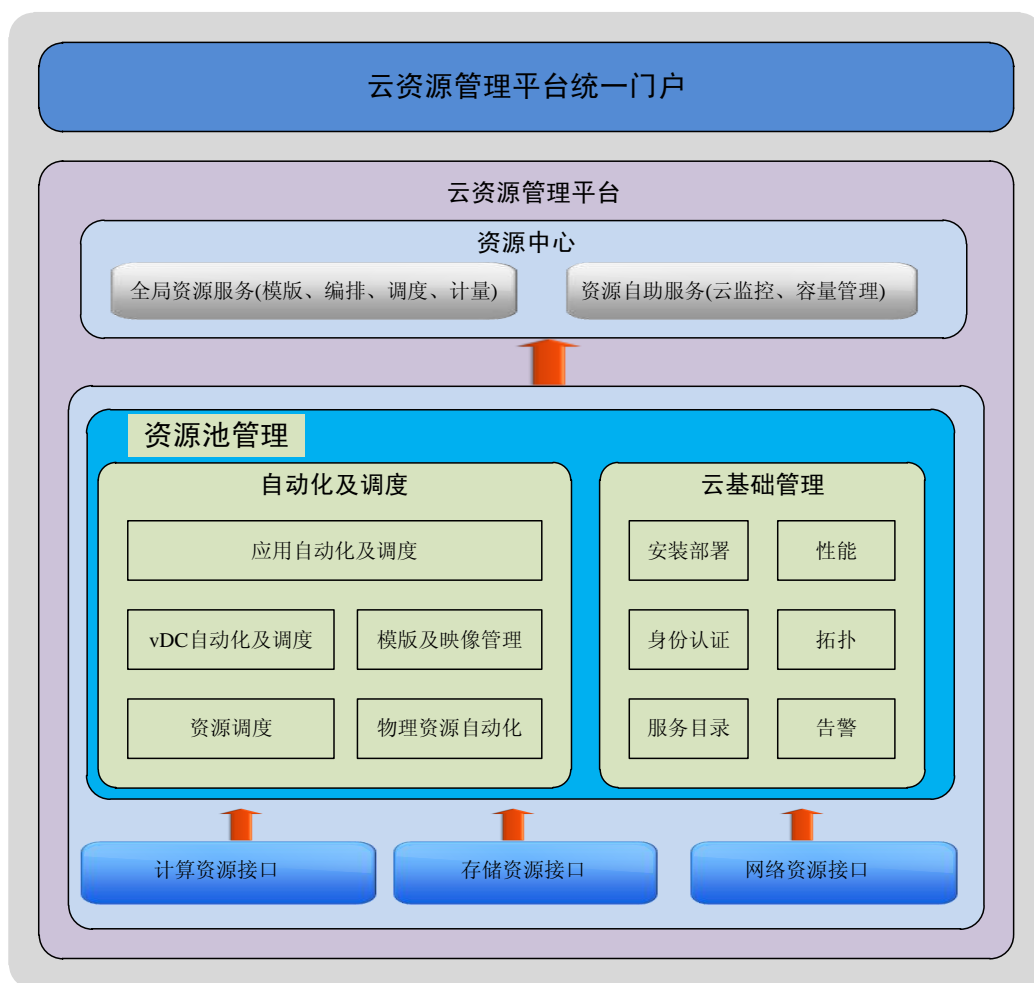 云资源管理平台统一门户
云资源管理平台
资源中心
全局资源服务(模版、编排、调度、计量)
资源自助服务(云监控、容量管理)
资源池管理
自动化及调度
应用自动化及调度
vDC自动化及调度
模版及映像管理
资源调度
物理资源自动化
云基础管理
安装部署
性能
身份认证
拓扑
服务目录
告警
计算资源接口
存储资源接口
网络资源接口